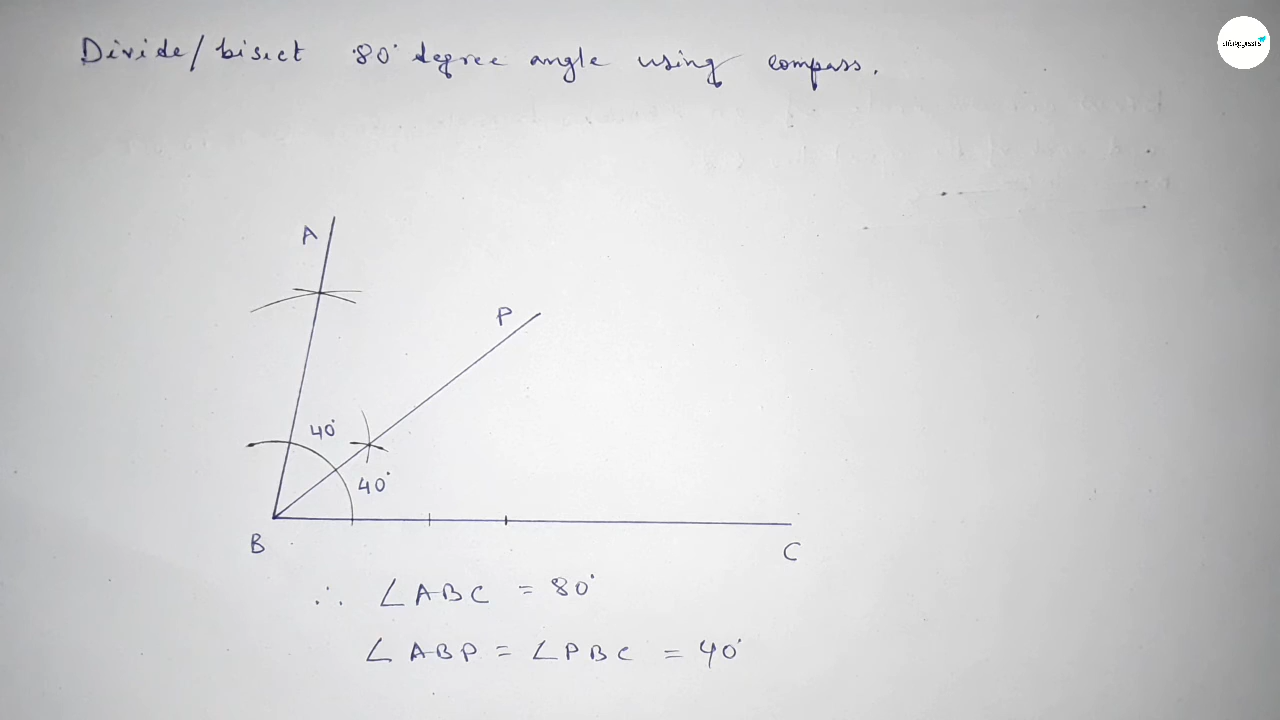 Divide/bisect 80° degree angle using compass.
A
P
40°
40°
B
C
∴ ∠ABC = 80°
∠ABP = ∠PBC = 40°